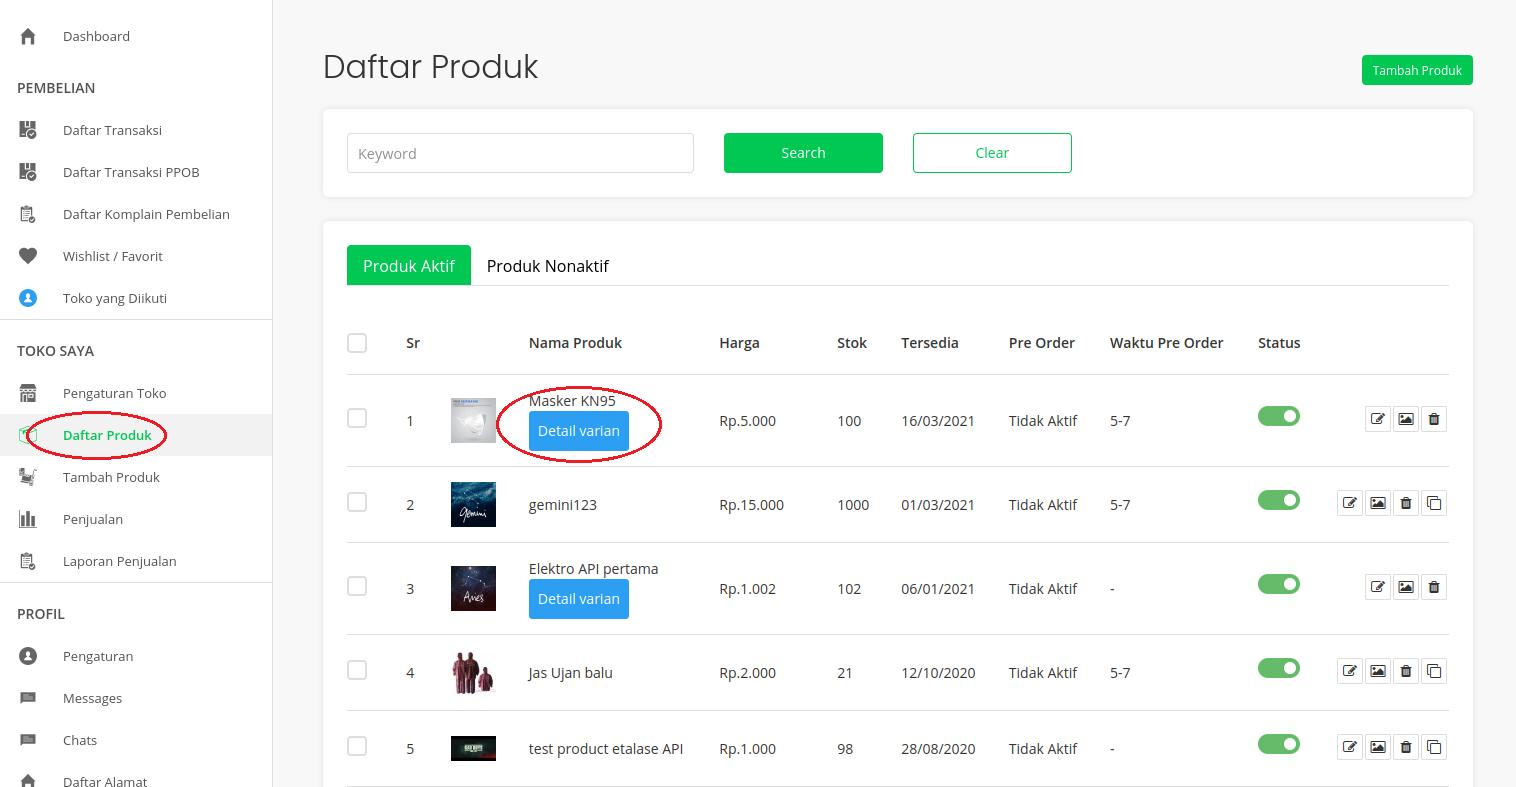 Dashboard
PEMBELIAN
Daftar Transaksi
Daftar Transaksi PPOB
Daftar Komplain Pembelian
Wishlist / Favorit
Toko yang Diikuti
TOKO SAYA
Pengaturan Toko
Daftar Produk
Tambah Produk
Penjualan
Laporan Penjualan
PROFIL
Pengaturan
Messages
Chats
Daftar Alamat
Daftar Produk
Tambah Produk
Keyword
Search
Clear
Produk Aktif Produk Nonaktif
Sr Nama Produk Harga Stok Tersedia Pre Order Waktu Pre Order Status
1 Masker KN95 Rp.5.000 100 16/03/2021 Tidak Aktif 5-7
Detail varian
2 gemini123 Rp.15.000 1000 01/03/2021 Tidak Aktif 5-7
gemini
3 Elektro API pertama Rp.1.002 102 06/01/2021 Tidak Aktif -
Detail varian
Aries
4 Jas Ujan balu Rp.2.000 21 12/10/2020 Tidak Aktif 5-7
5 test product etalase API Rp.1.000 98 28/08/2020 Tidak Aktif -